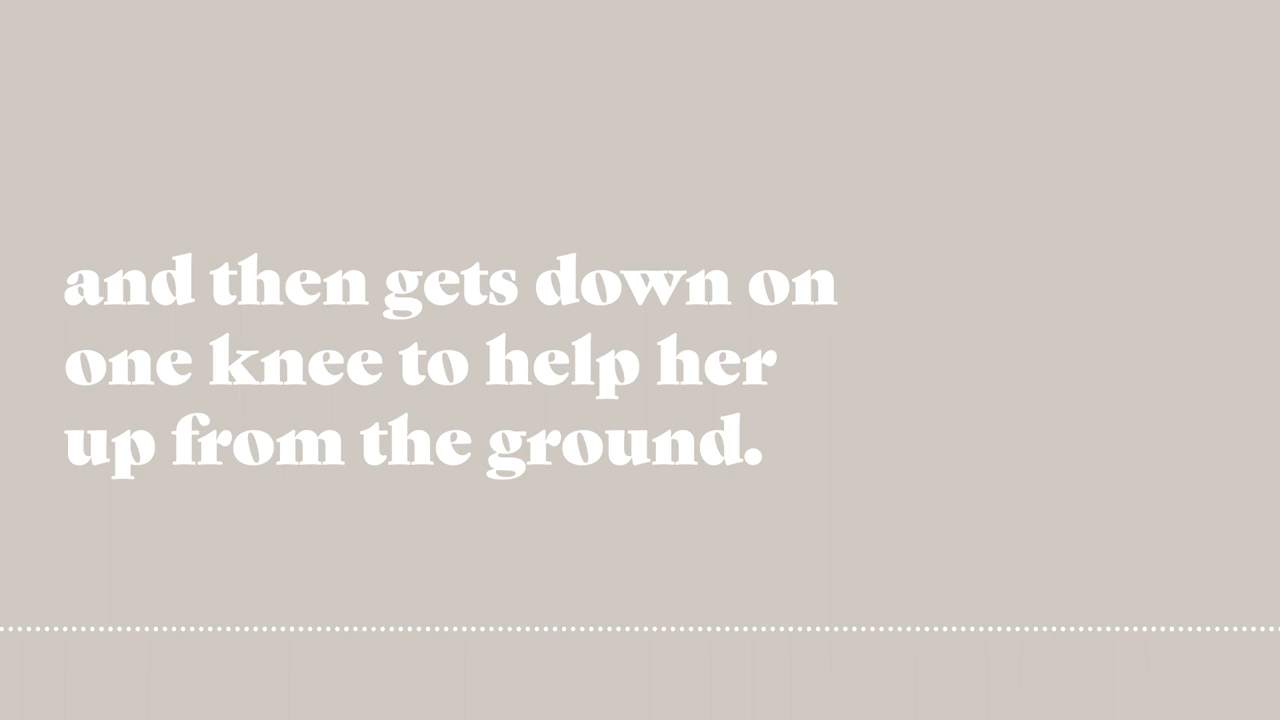 and then gets down on
one knee to help her
up from the ground.